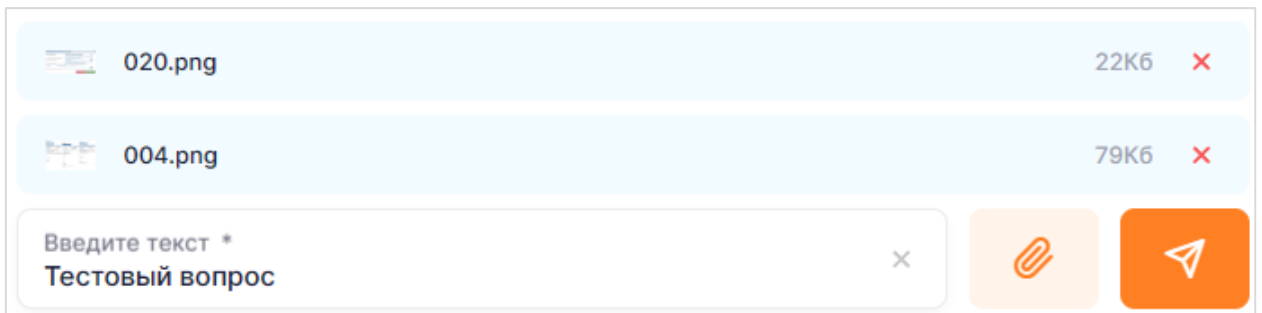 020.png 22Кб
004.png 79Кб
Введите текст *
Тестовый вопрос